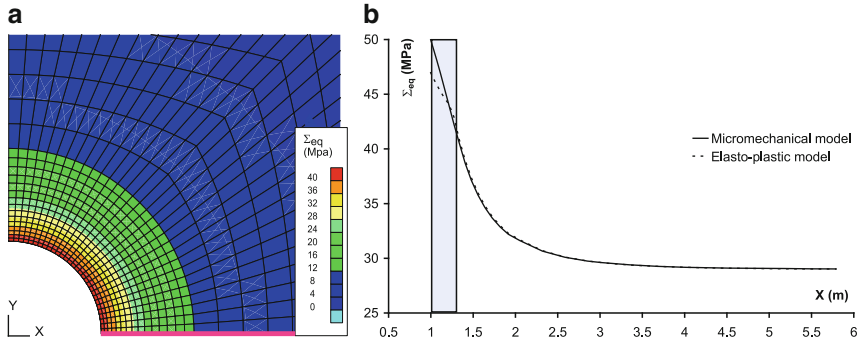 a
Σeq
(Mpa)
40
36
32
28
24
20
16
12
8
4
0
Y
X
b
Σeq (MPa)
50
45
40
35
30
25
Micromechanical model
Elasto-plastic model
X (m)
0.5 1 1.5 2 2.5 3 3.5 4 4.5 5 5.5 6